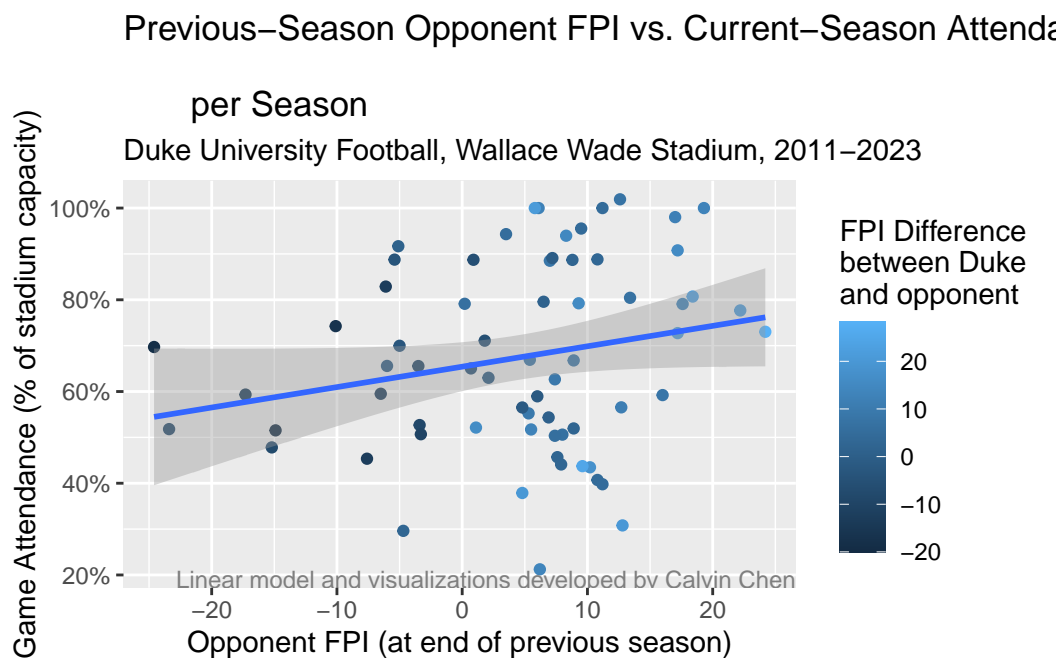 Previous−Season Opponent FPI vs. Current−Season
per Season
Duke University Football, Wallace Wade Stadium, 2011−2023
Game Attendance (% of stadium capacity)
100%
80%
60%
40%
20%
Linear model and visualizations developed by Calvin Chen
−20
−10
0
10
20
Opponent FPI (at end of previous season)
FPI Difference
between Duke
and opponent
20
10
0
−10
−20